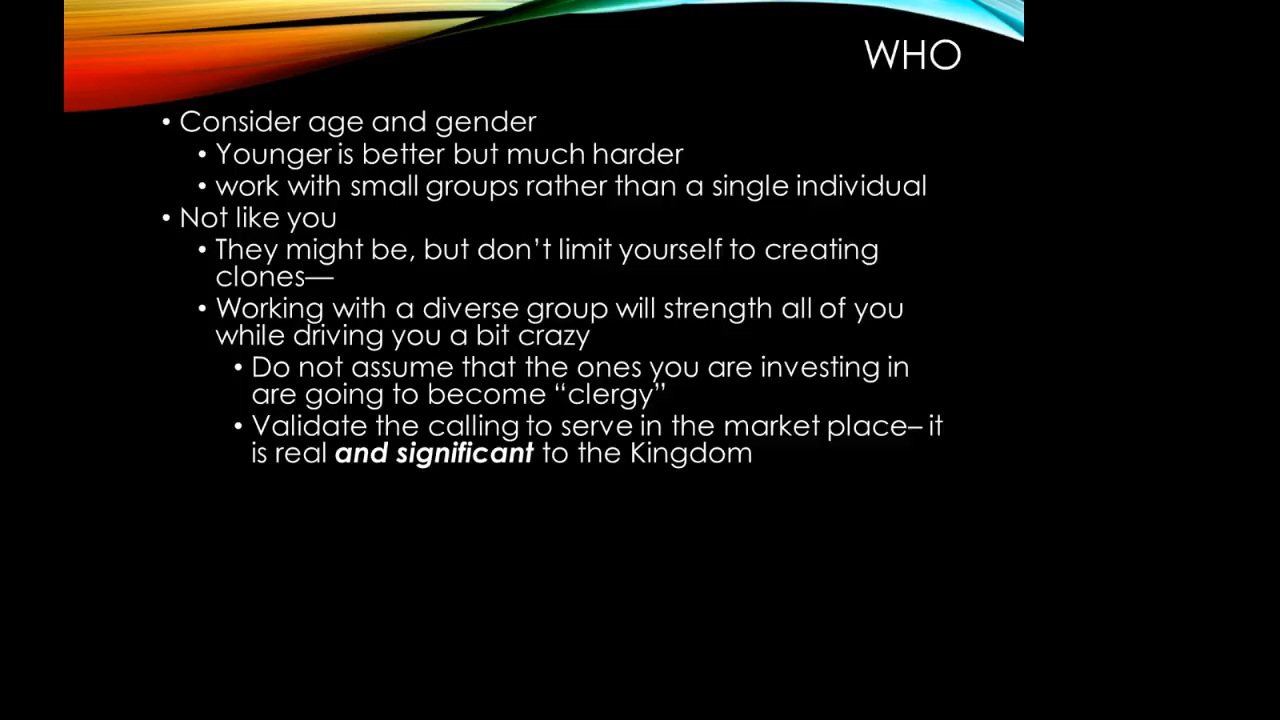 WHO
• Consider age and gender
• Younger is better but much harder
• work with small groups rather than a single individual
• Not like you
• They might be, but don’t limit yourself to creating
clones—
• Working with a diverse group will strength all of you
while driving you a bit crazy
• Do not assume that the ones you are investing in
are going to become “clergy”
• Validate the calling to serve in the market place– it
is real and significant to the Kingdom